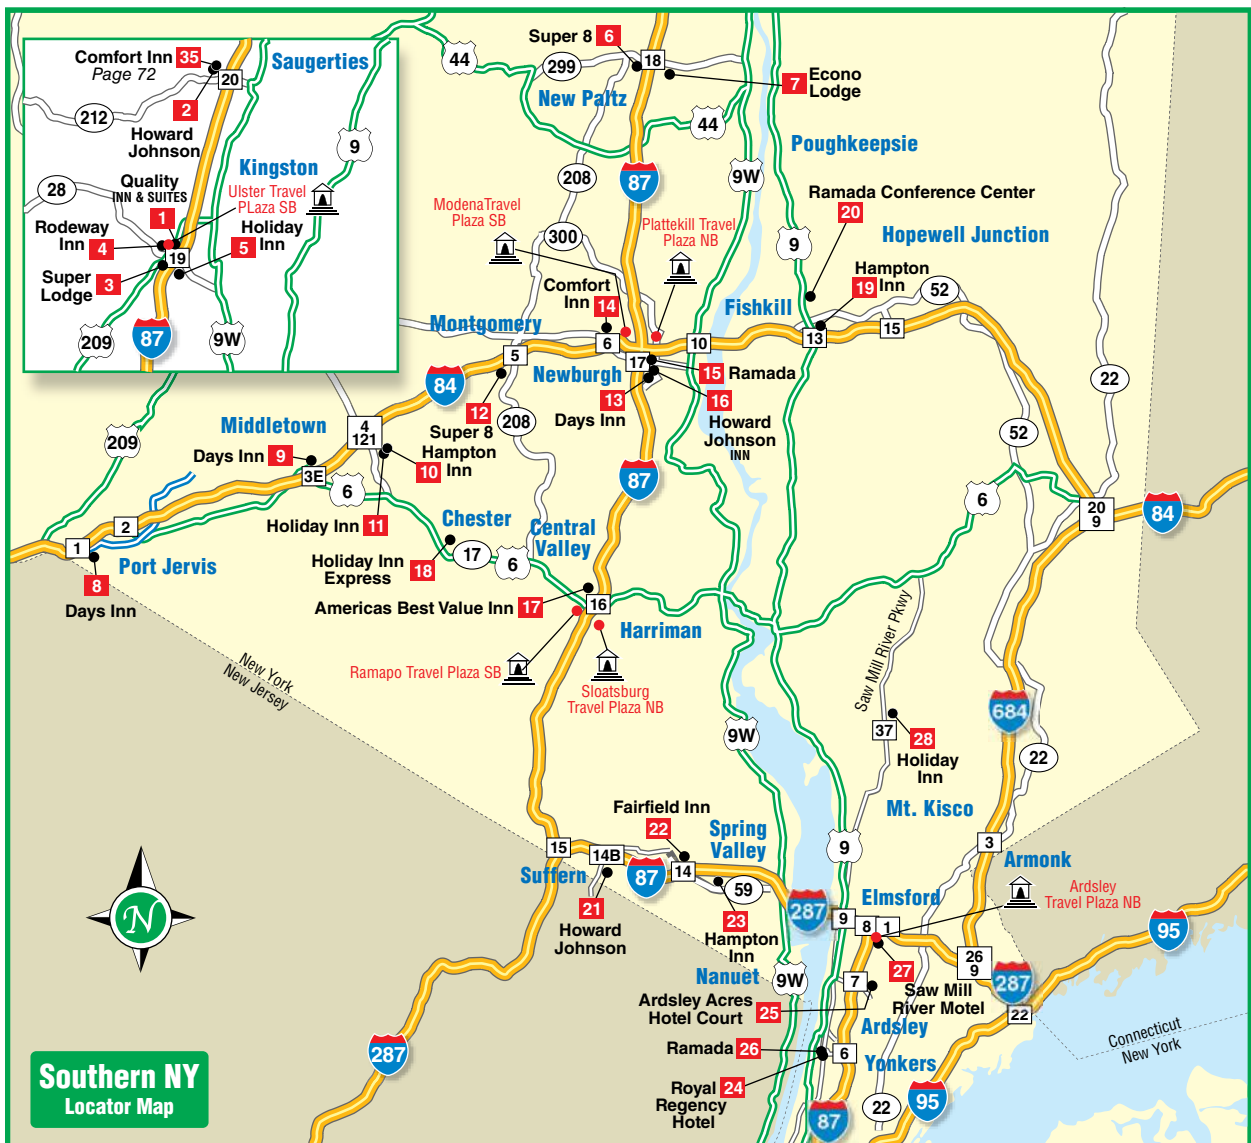 Comfort Inn 35
Page 72
Saugerties
20
2
212
Howard
Johnson
9
Kingston
Quality
INN & SUITES
28
1
Ulster Travel
PLaza SB
Rodeway
Inn 4
5 Holiday
Inn
19
Super
Lodge 3
209
87
9W
Super 8 6
44
299
18
7 Econo
Lodge
New Paltz
44
Poughkeepsie
208
87
9W
Ramada Conference Center
20
ModenaTravel
Plaza SB
300
Plattekill Travel
Plaza NB
9
Hopewell Junction
Hampton
Inn
19
52
Comfort
Inn 14
Fishkill
Montgomery
5
6
17
10
13
15
Newburgh
15 Ramada
84
12
Super 8
13
Days Inn
16
Howard
Johnson
INN
22
Middletown
4
121
208
52
209
Days Inn 9
3E
Hampton
Inn
10
87
6
6
20
9
84
Holiday Inn 11
Chester
Central
Valley
2
1
Port Jervis
8
Days Inn
17
6
Holiday Inn
Express 18
Americas Best Value Inn 17
16
Harriman
Saw Mill River Pkwy
New York
New Jersey
Ramapo Travel Plaza SB
Sloatsburg
Travel Plaza NB
684
9W
37
28
Holiday
Inn
22
Mt. Kisco
Fairfield Inn
22
Spring
Valley
15
14B
9
3
Armonk
Suffern
87
14
59
Elmsford
Ardsley
Travel Plaza NB
21
Howard
Johnson
23
Hampton
Inn
287
9
8
1
95
26
9
27
Saw Mill
River Motel
287
Nanuet
9W
7
Ardsley Acres
Hotel Court 25
Ardsley
22
Connecticut
New York
287
Ramada 26
6
Yonkers
Royal
Regency
Hotel
24
87
22
95
N
Southern NY
Locator Map